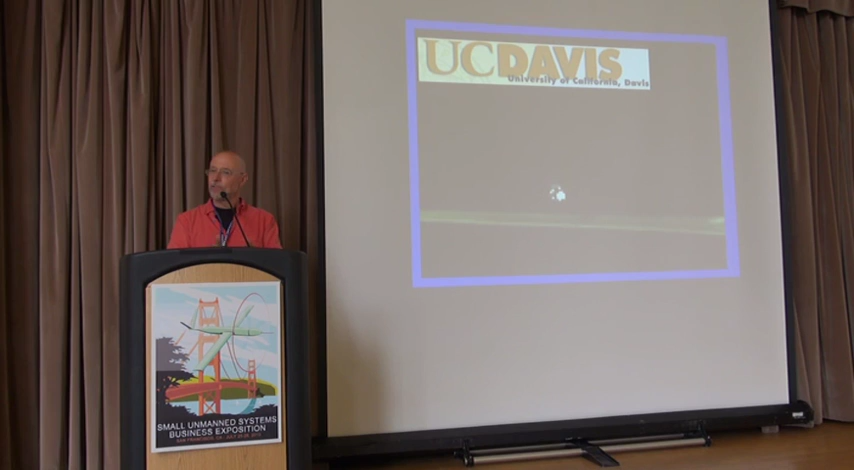 UCDAVIS
University of California, Davis
SMALL UNMANNED SYSTEMS
BUSINESS EXPOSITION